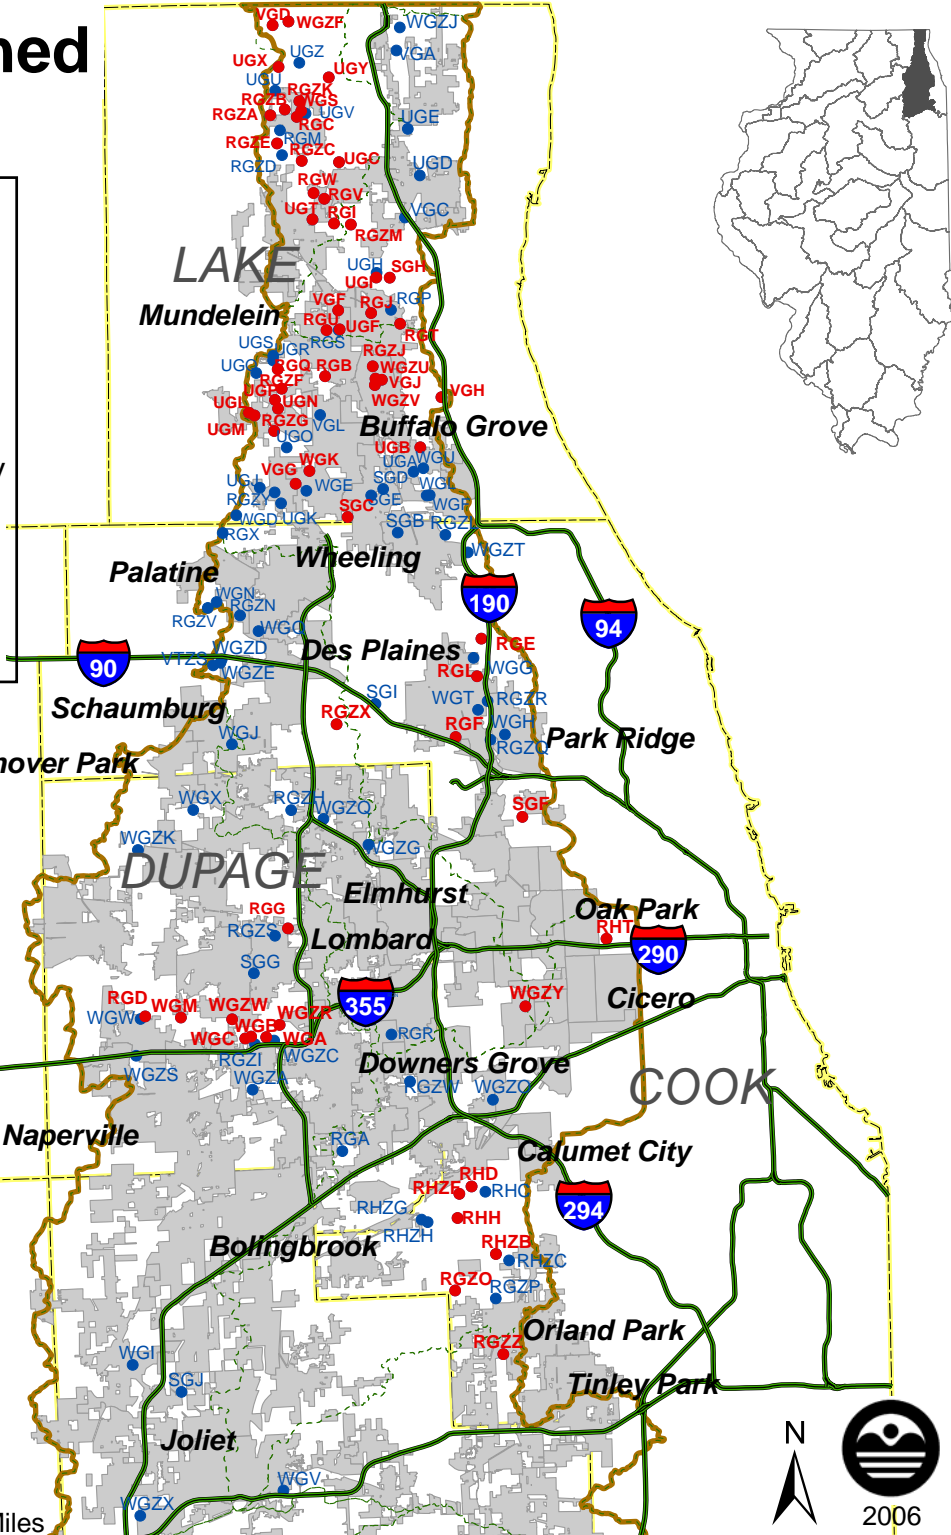 ned
VGD
WGZF
WGZJ
UGZ
VGA
UGX
UGY
UGU
RGZK
RGZB
WGS
RGZA
UGV
RGC
UGE
RGM
RGZE
RGZC
RGZD
UGC
UGD
RGW
RGV
UGT
RGI
VGC
RGZM
LAKE
UGH
SGH
UGI
Mundelein
VGF
RGJ
RGP
RGU
UGF
RGT
UGS
UGR
RGS
RGZJ
UGQ
RGQ
RGB
WGZU
RGZF
VGJ
UGP
WGZV
VGH
UGL
UGN
RGZG
VGL
UGM
UGO
Buffalo Grove
UGB
WGK
UGA
WGU
VGG
UGJ
WGE
SGD
WGL
RGZY
SGE
WGF
SGC
WGD
UGK
SGB
RGZL
RGX
WGZT
Wheeling
Palatine
190
94
WGN
RGZN
RGZV
WGO
RGE
Des Plaines
WGZD
VTZS
RGL
WGG
90
WGZE
SGI
WGT
RGZR
Schaumburg
RGZX
RGF
WGH
WGJ
RGZQ
Park Ridge
nover Park
WGX
RGZH
WGZQ
SGF
WGZK
WGZG
DUPAGE
Elmhurst
RGG
Oak Park
RGZS
RHT
Lombard
290
SGG
355
WGZY
Cicero
RGD
WGM
WGZW
WGW
WGZR
WGB
WGC
WGA
RGR
RGZI
WGZC
Downers Grove
WGZS
WGZA
WGZO
COOK
Naperville
RGA
Calumet City
RHD
RHZF
RHC
294
RHZG
RHH
RHZH
Bolingbrook
RHZB
RHZC
RGZO
RGZP
Orland Park
RGZZ
WGI
SGJ
Tinley Park
Joliet
N
WGV
WGZX
2006
Miles